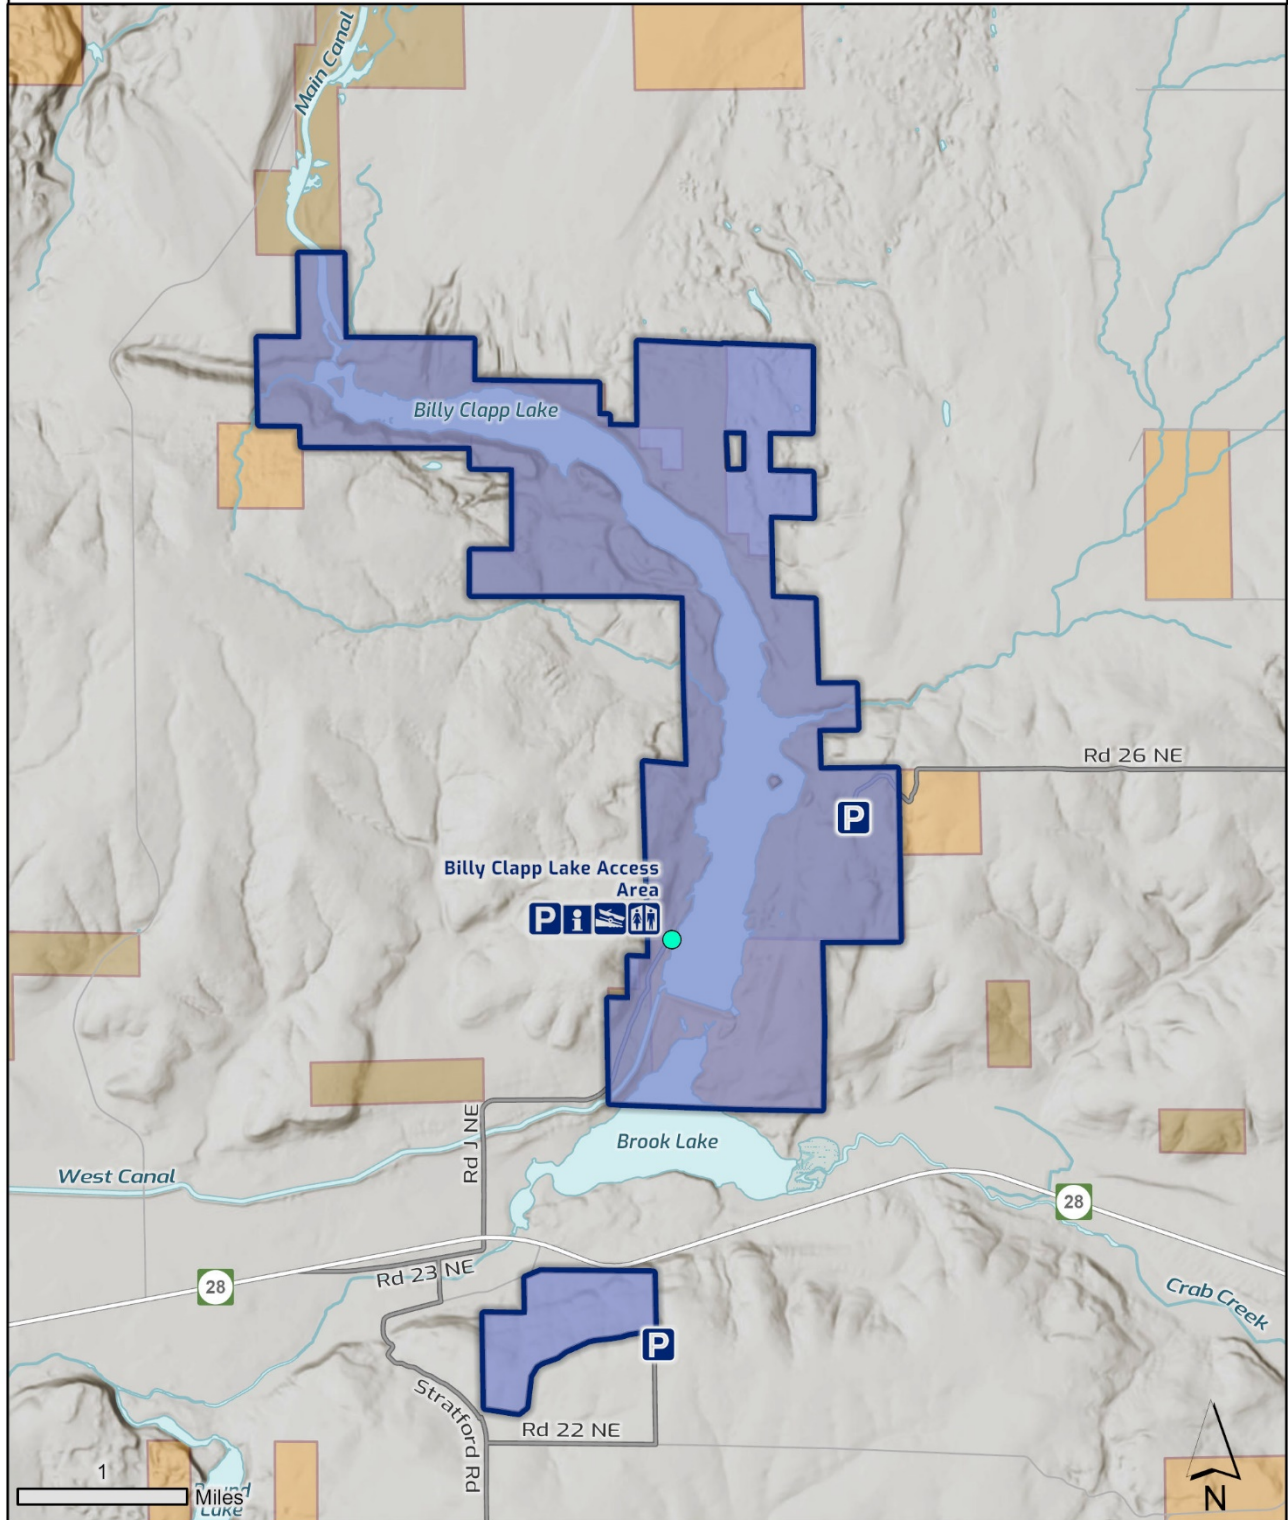 Main Canal
Billy Clapp Lake
Rd 26 NE
P
Billy Clapp Lake Access
Area
P i
Rd J NE
Brook Lake
West Canal
28
28
Rd 23 NE
Crab Creek
P
Stratford Rd
Rd 22 NE
1
Miles
Lake
N